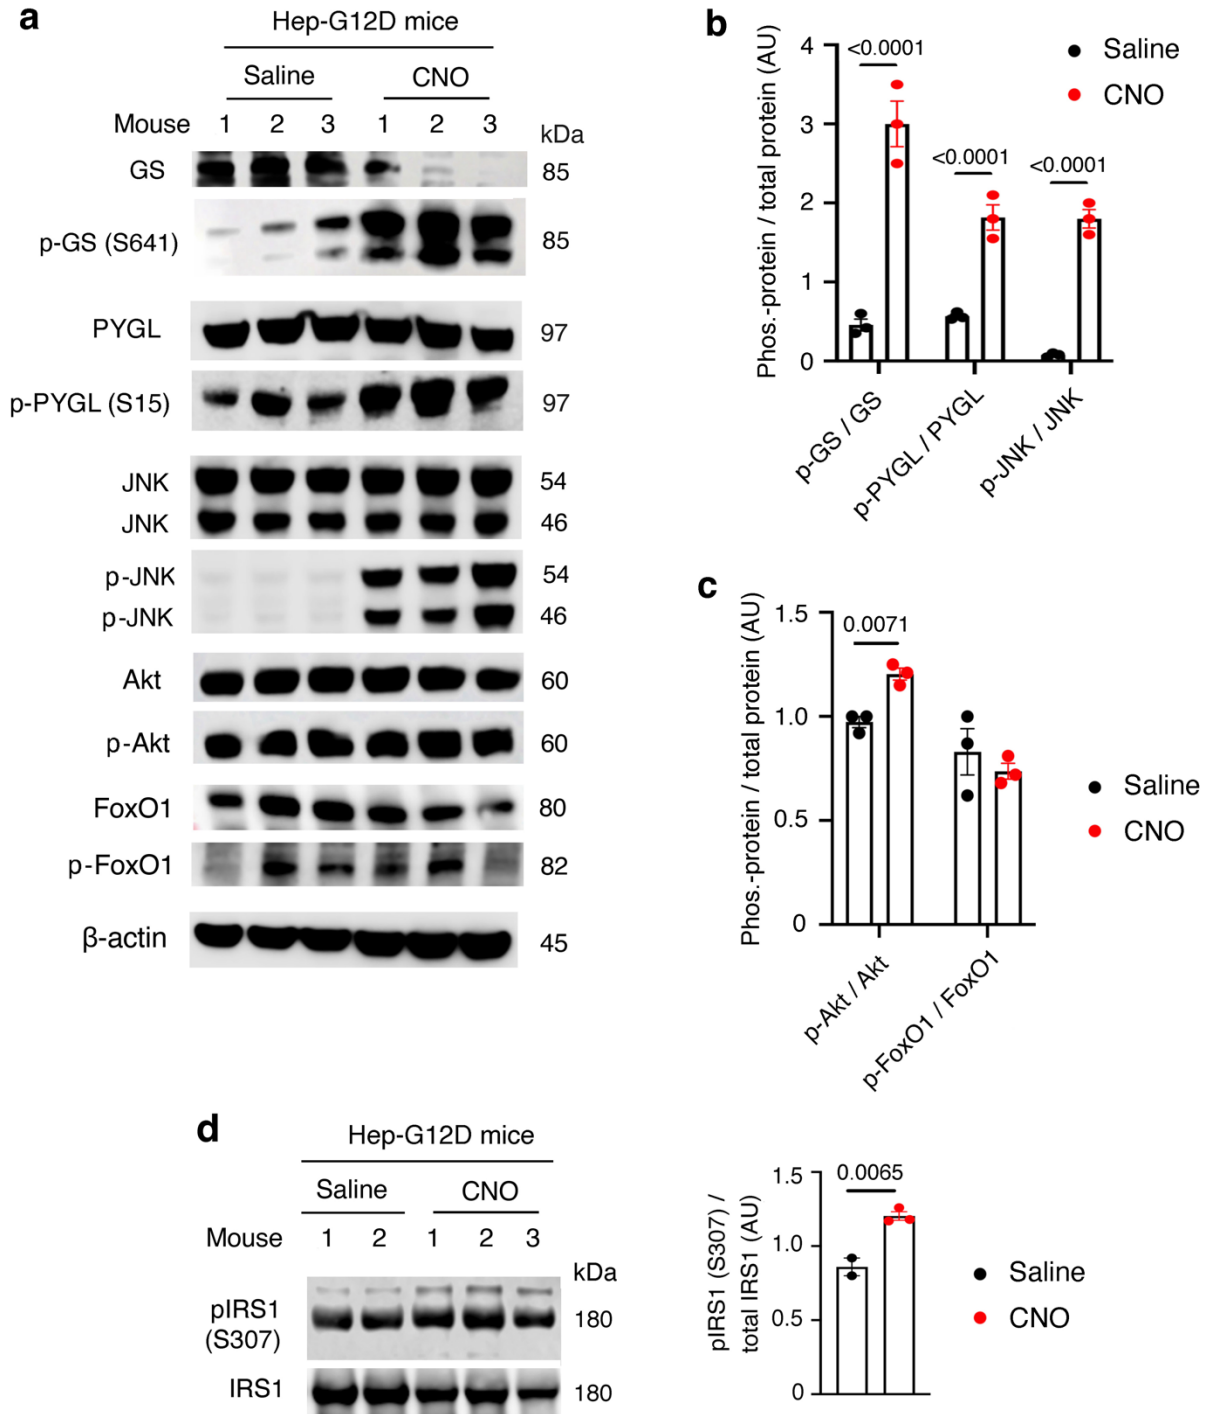 a
Hep-G12D mice
Saline CNO
Mouse 1 2 3 1 2 3 kDa
GS 85
p-GS (S641) 85
PYGL 97
p-PYGL (S15) 97
JNK 54
JNK 46
p-JNK 54
p-JNK 46
Akt 60
p-Akt 60
FoxO1 80
p-FoxO1 82
β-actin 45
b
Phos.-protein / total protein (AU)
4
3
2
1
0
<0.0001
<0.0001
<0.0001
Saline
CNO
p-GS / GS
p-PYGL / PYGL
p-JNK / JNK
c
Phos.-protein / total protein (AU)
1.5
1.0
0.5
0
0.0071
Saline
CNO
p-Akt / Akt
p-FoxO1 / FoxO1
d
Hep-G12D mice
Saline CNO
Mouse 1 2 1 2 3
kDa
pIRS1
(S307)
180
IRS1 180
pIRS1 (S307) /
total IRS1 (AU)
1.5
1.0
0.5
0
0.0065
Saline
CNO